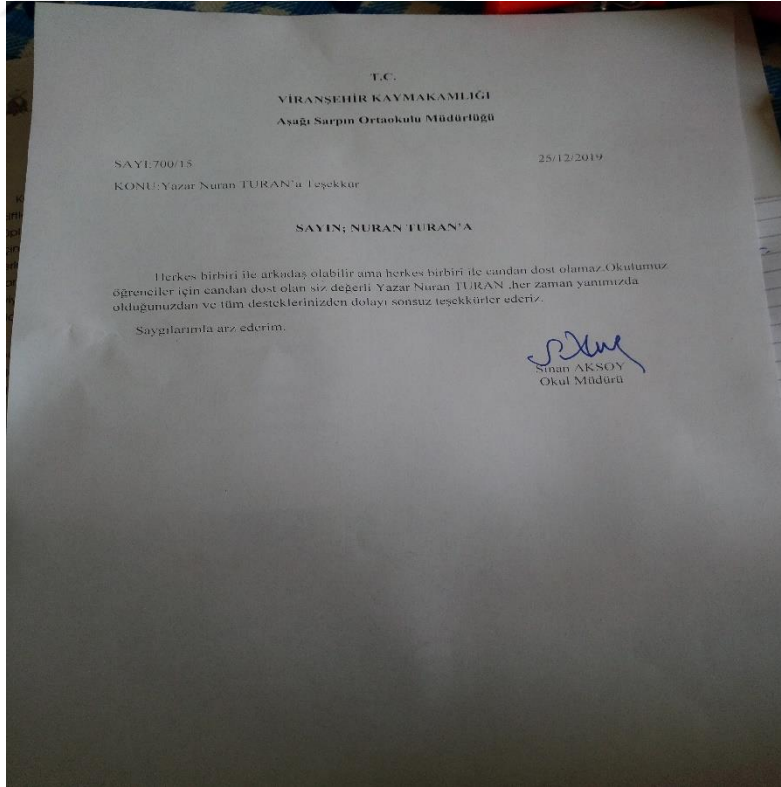 T.C.
VİRANŞEHİR KAYMAKAMLIĞI
Aşağı Sarpın Ortaokulu Müdürlüğü
SAYI:700/15 25/12/2019
KONU:Yazar Nuran TURAN'a Teşekkür
SAYIN; NURAN TURAN'A
Herkes birbiri ile arkadaş olabilir ama herkes birbiri ile candan dost olamaz.Okulumuz
öğrenciler için candan dost olan siz değerli Yazar Nuran TURAN ,her zaman yanımızda
olduğunuzdan ve tüm desteklerinizden dolayı sonsuz teşekkürler ederiz.
Saygılarımla arz ederim.
Sinan AKSOY
Okul Müdürü